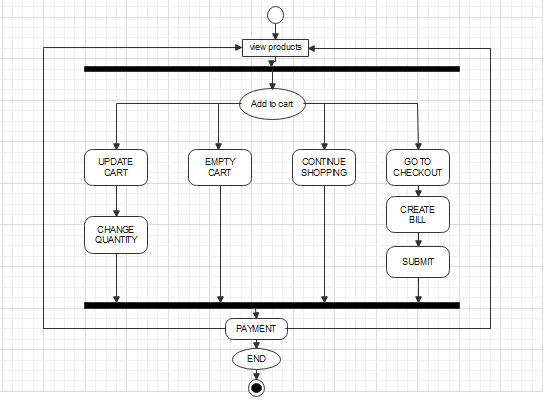 view products
Add to cart
UPDATE
CART
EMPTY
CART
CONTINUE
SHOPPING
GO TO
CHECKOUT
CHANGE
QUANTITY
CREATE
BILL
SUBMIT
PAYMENT
END